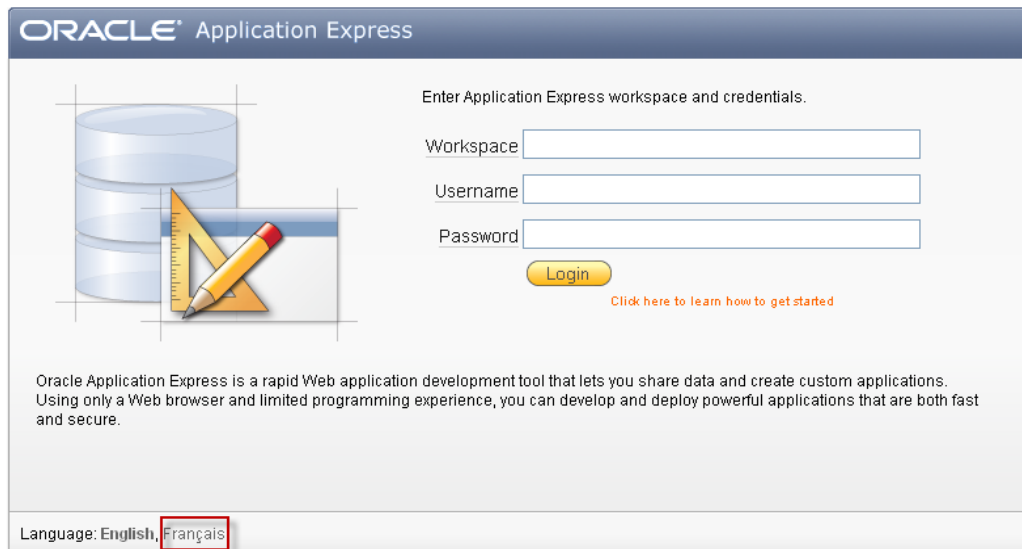 ORACLE® Application Express
Enter Application Express workspace and credentials.
Workspace
Username
Password
Login
Click here to learn how to get started
Oracle Application Express is a rapid Web application development tool that lets you share data and create custom applications.
Using only a Web browser and limited programming experience, you can develop and deploy powerful applications that are both fast
and secure.
Language: English, Français